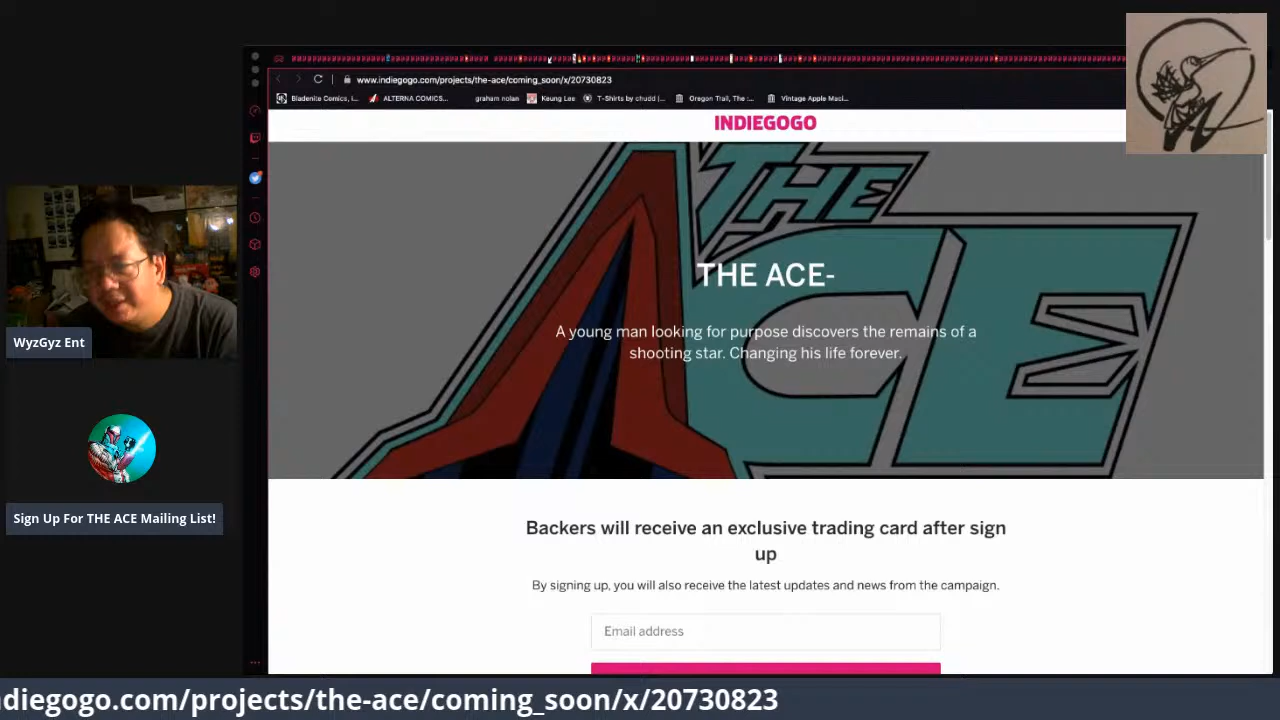 www.indiegogo.com/projects/the-ace/coming_soon/x/20730823
Bladenite Comics, I...
ALTERNA COMICS...
graham nolan
Keung Lee
T-Shirts by chudd |...
Oregon Trail, The :...
Vintage Apple Maci...
INDIEGOGO
THE
ACE
THE ACE-
A young man looking for purpose discovers the remains of a
shooting star. Changing his life forever.
WyzGyz Ent
Sign Up For THE ACE Mailing List!
Backers will receive an exclusive trading card after sign
up
By signing up, you will also receive the latest updates and news from the campaign.
Email address
ndiegogo.com/projects/the-ace/coming_soon/x/20730823